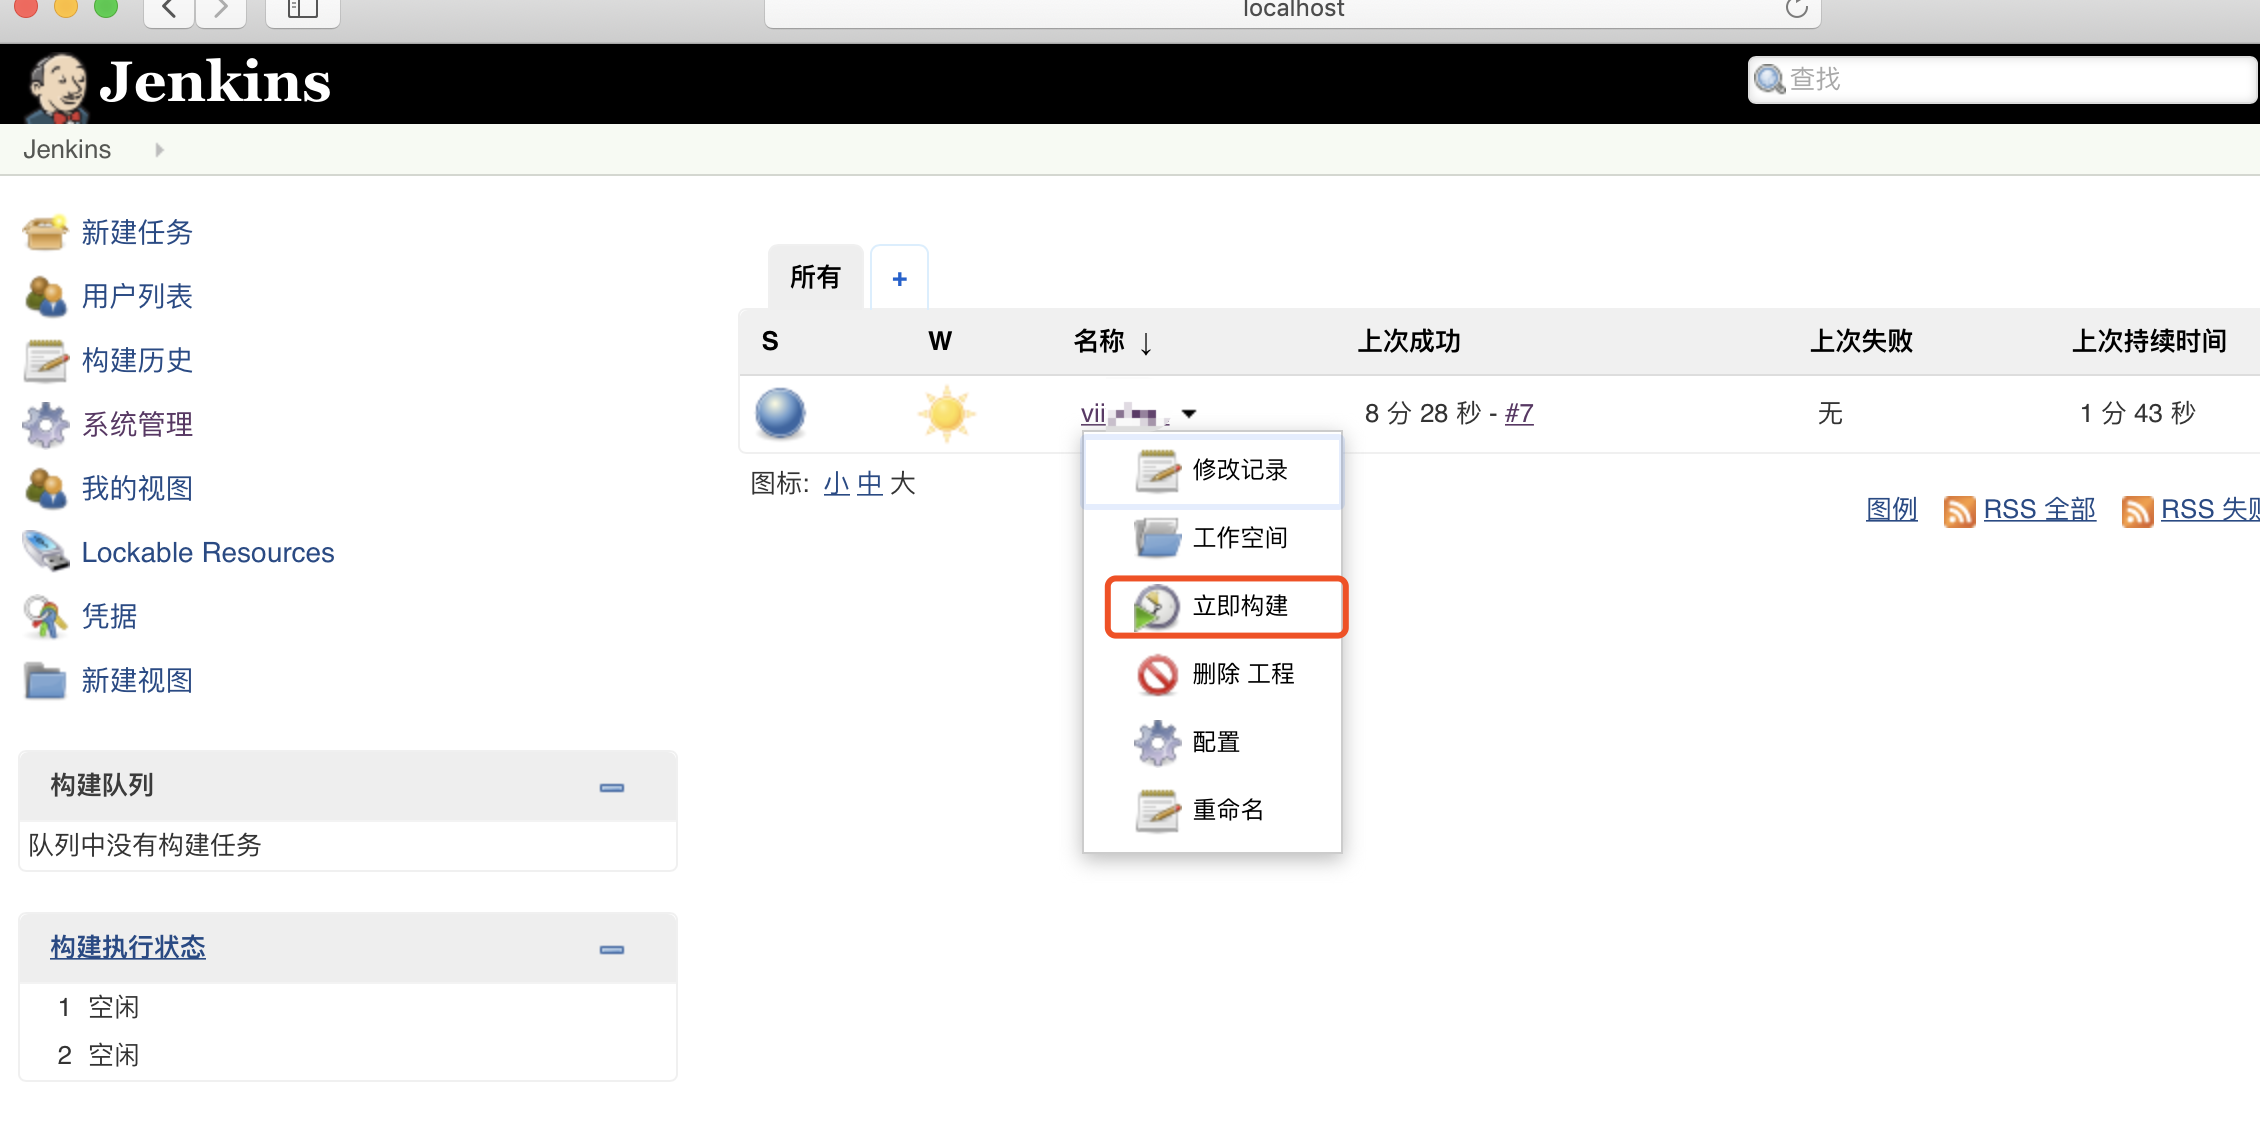 localhost
Jenkins
查找
Jenkins
新建任务
用户列表
构建历史
系统管理
我的视图
Lockable Resources
凭据
新建视图
构建队列
队列中没有构建任务
构建执行状态
1 空闲
2 空闲
所有 +
S W 名称 ↓ 上次成功 上次失败 上次持续时间
vii 8 分 28 秒 - #7 无 1 分 43 秒
修改记录
工作空间
立即构建
删除 工程
配置
重命名
图标: 小 中 大
图例 RSS 全部 RSS 失败